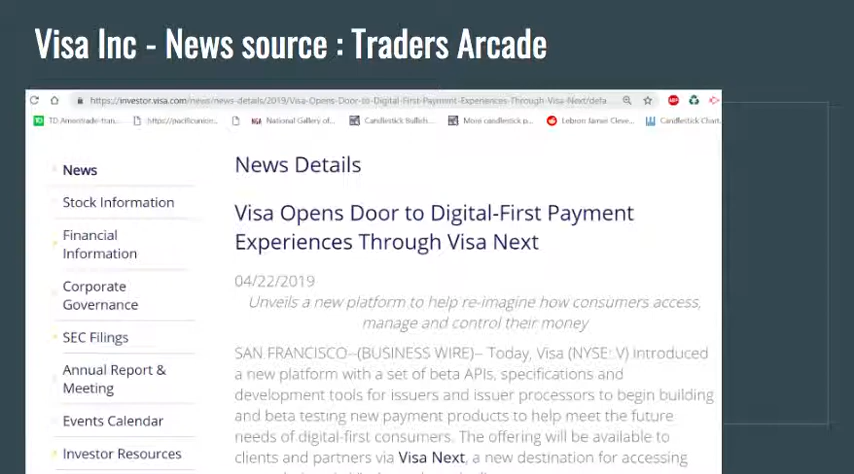 Visa Inc - News source : Traders Arcade
https://investor.visa.com/news/news-details/2019/Visa-Opens-Door-to-Digital-First-Payment-Experiences-Through-Visa-Next/defa...
TD Ameritrade-tran... https://pacificunion... National Gallery of... Candlestick Bullish... More candlestick p... Lebron James Cleve... Candlestick Chart.
News
Stock Information
Financial
Information
Corporate
Governance
SEC Filings
Annual Report &
Meeting
Events Calendar
Investor Resources
News Details
Visa Opens Door to Digital-First Payment
Experiences Through Visa Next
04/22/2019
Unveils a new platform to help re-imagine how consumers access,
manage and control their money
SAN FRANCISCO--(BUSINESS WIRE)-- Today, Visa (NYSE: V) introduced
a new platform with a set of beta APIs, specifications and
development tools for issuers and issuer processors to begin building
and beta testing new payment products to help meet the future
needs of digital-first consumers. The offering will be available to
clients and partners via Visa Next, a new destination for accessing